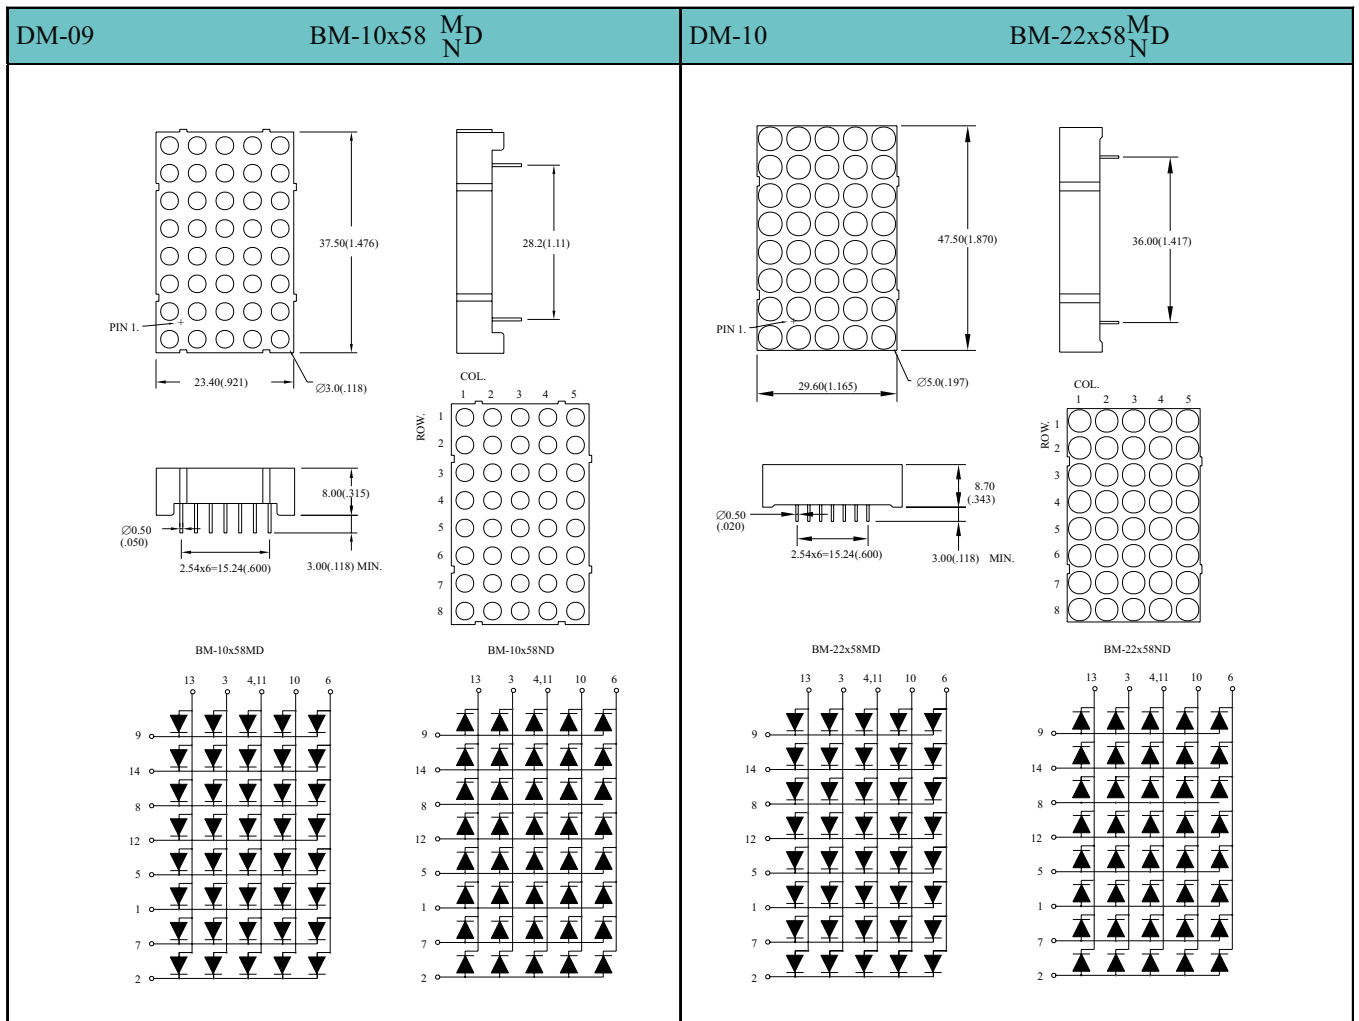 DM-09 BM-10x58 M/N D
DM-10 BM-22x58 M/N D
37.50(1.476)
28.2(1.11)
PIN 1.
23.40(.921)
∅3.0(.118)
COL.
1 2 3 4 5
ROW.
1
2
3
4
5
6
7
8
8.00(.315)
∅0.50
(.050)
2.54x6=15.24(.600)
3.00(.118) MIN.
BM-10x58MD
13 3 4,11 10 6
9
14
8
12
5
1
7
2
BM-10x58ND
13 3 4,11 10 6
9
14
8
12
5
1
7
2
47.50(1.870)
36.00(1.417)
PIN 1.
29.60(1.165)
∅5.0(.197)
COL.
1 2 3 4 5
ROW.
1
2
3
4
5
6
7
8
8.70
(.343)
∅0.50
(.020)
2.54x6=15.24(.600)
3.00(.118) MIN.
BM-22x58MD
13 3 4,11 10 6
9
14
8
12
5
1
7
2
BM-22x58ND
13 3 4,11 10 6
9
14
8
12
5
1
7
2